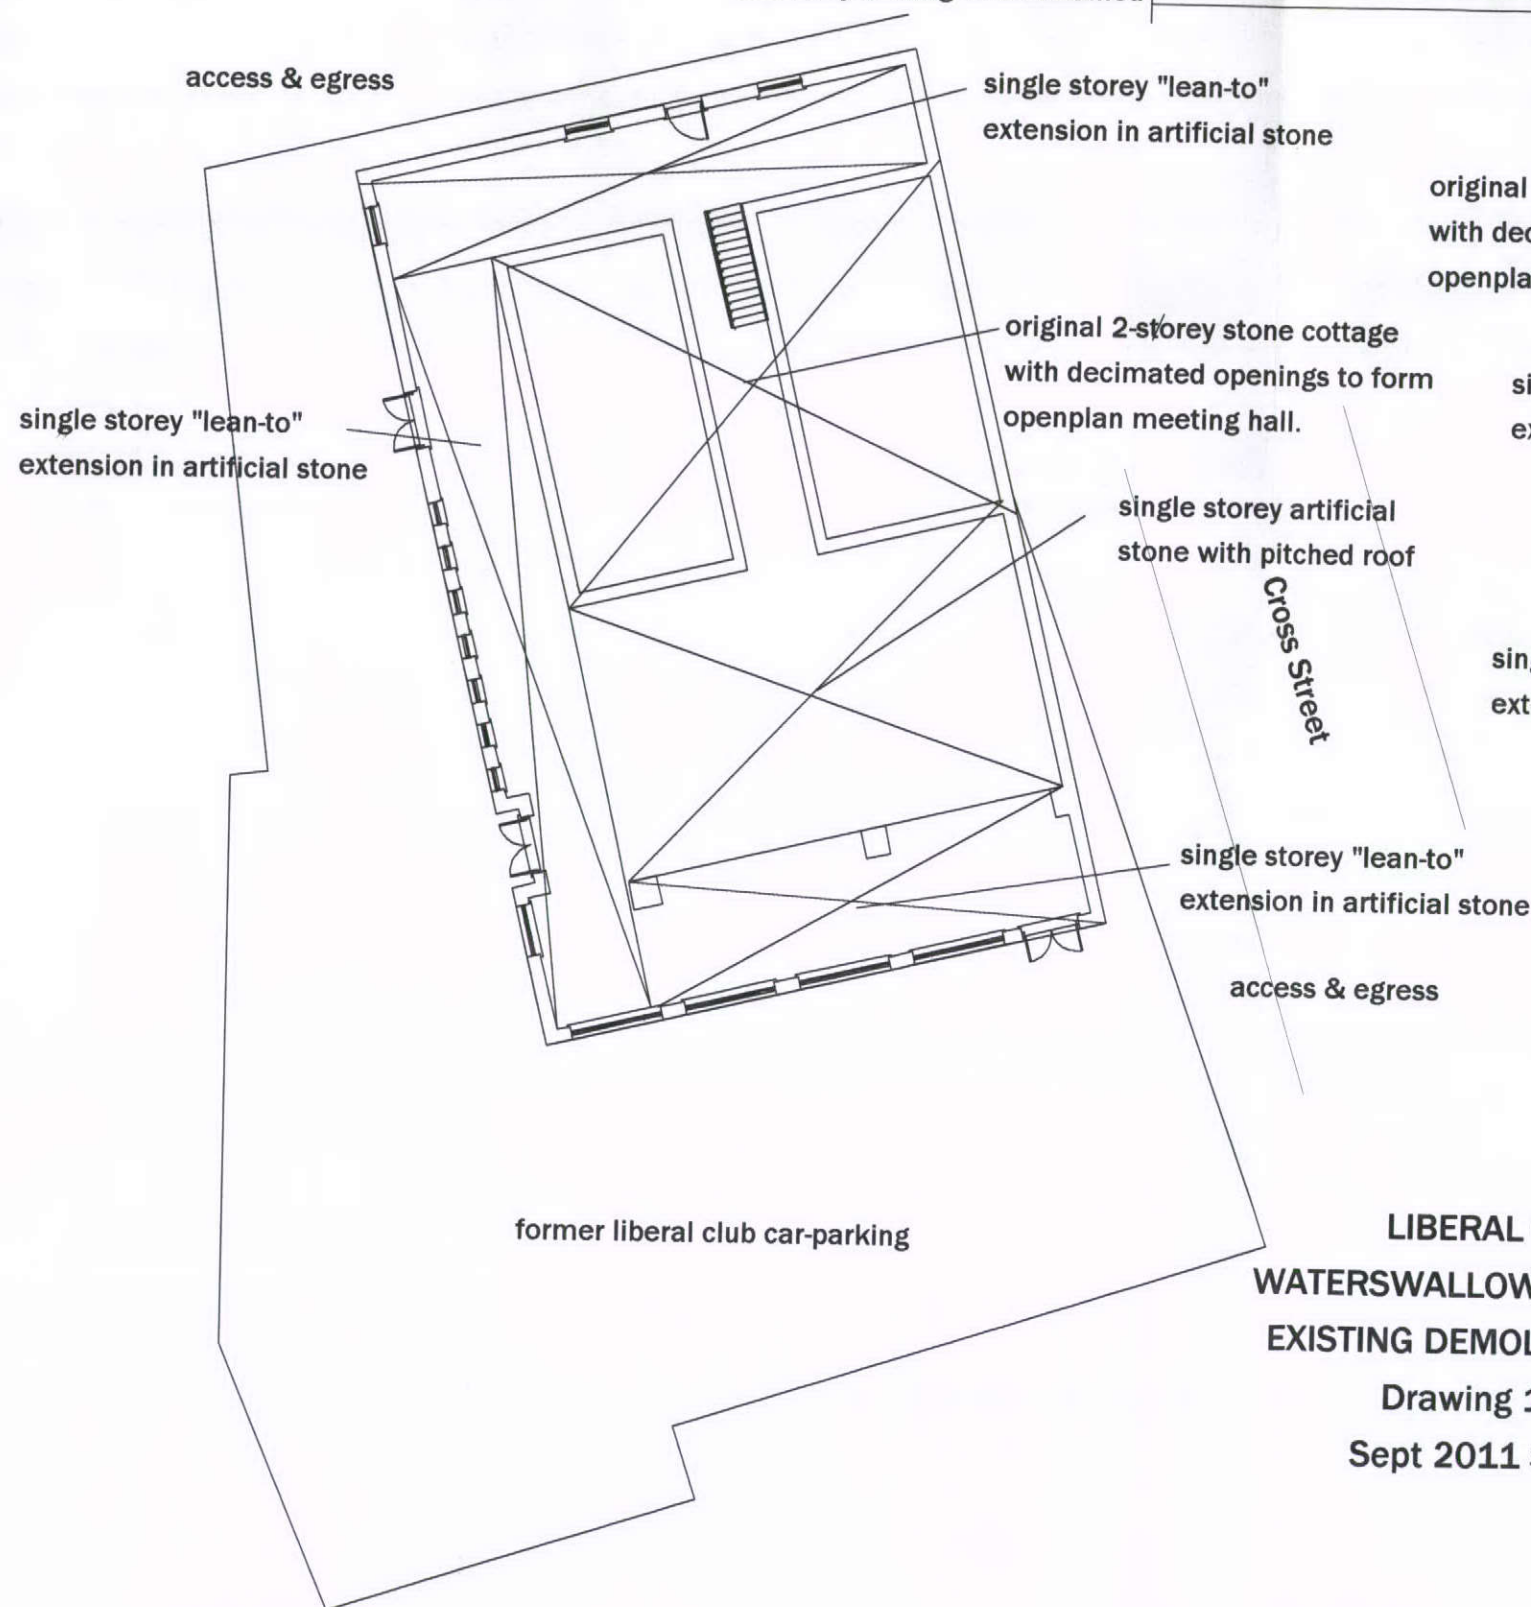 access & egress
single storey "lean-to"
extension in artificial stone
original
with
original 2-storey stone cottage
with decimated openings to form
openplan meeting hall.
single storey "lean-to"
extension in artificial stone
single storey artificial
stone with pitched roof
Cross Street
single storey "lean-to"
extension in artificial stone
access & egress
former liberal club car-parking
LIBERAL
WATERSWALLOW
EXISTING DEMOL
Drawing 1
Sept 2011